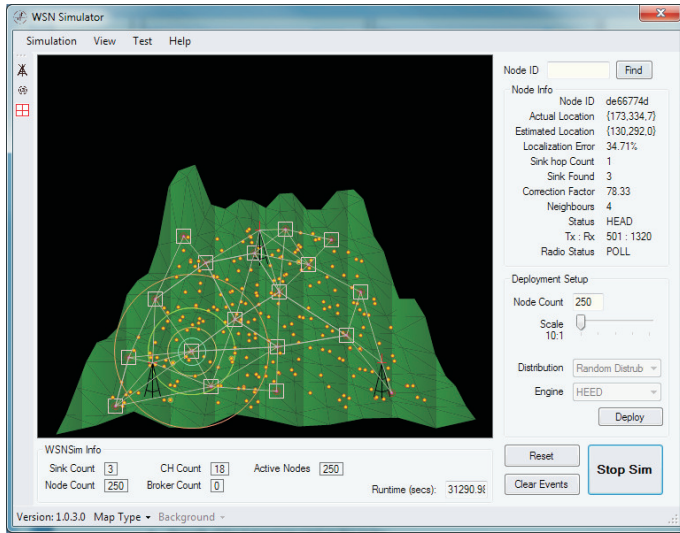 WSN Simulator
Simulation View Test Help
Node ID Find
Node Info
Node ID de66774d
Actual Location {173,334,7}
Estimated Location {130,292,0}
Localization Error 34.71%
Sink hop Count 1
Sink Found 3
Correction Factor 78.33
Neighbours 4
Status HEAD
Tx : Rx 501 : 1320
Radio Status POLL
Deployment Setup
Node Count 250
Scale
10:1
Distribution Random Distrub
Engine HEED
Deploy
WSNSim Info
Sink Count 3 CH Count 18 Active Nodes 250
Node Count 250 Broker Count 0
Runtime (secs): 31290.98
Reset
Clear Events
Stop Sim
Version: 1.0.3.0 Map Type Background